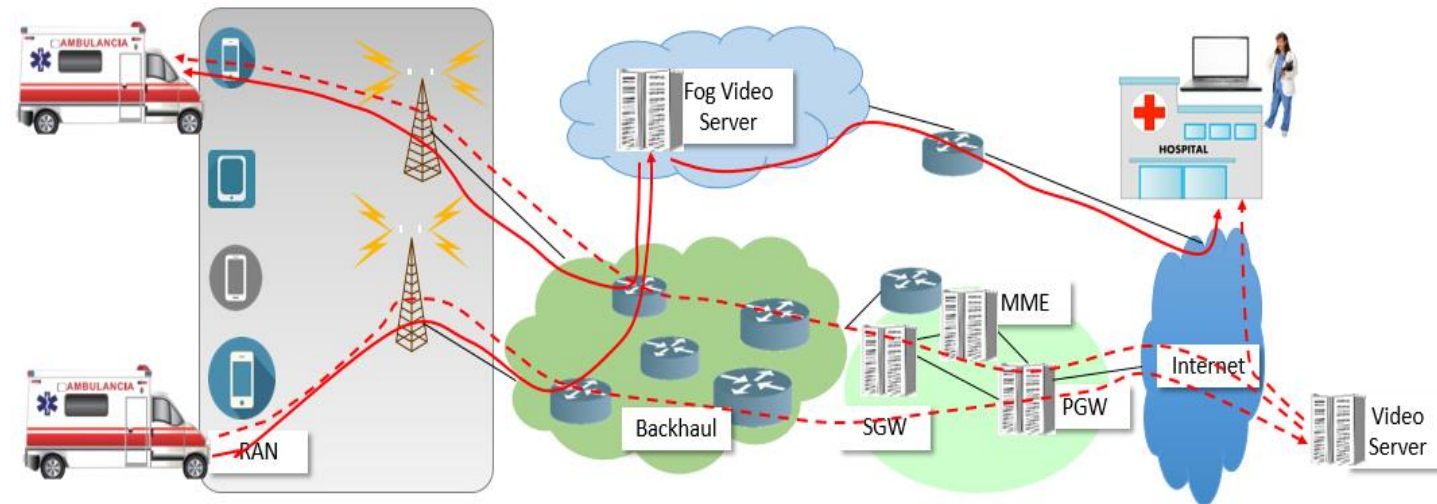 AMBULANCIA
Fog Video
Server
HOSPITAL
MME
Internet
AMBULANCIA
RAN
Backhaul
SGW
PGW
Video
Server